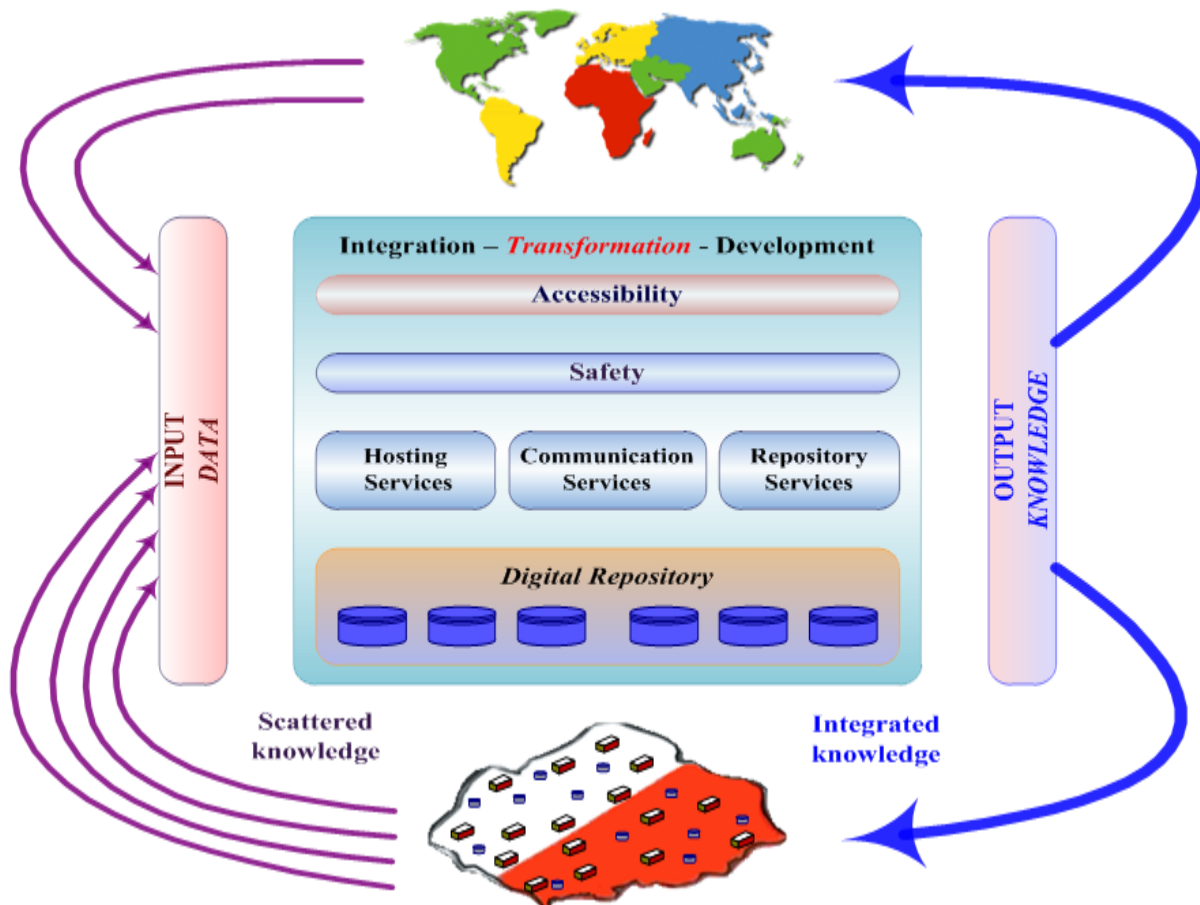 Integration – Transformation - Development
Accessibility
Safety
Hosting
Services
Communication
Services
Repository
Services
Digital Repository
INPUT
DATA
OUTPUT
KNOWLEDGE
Scattered
knowledge
Integrated
knowledge